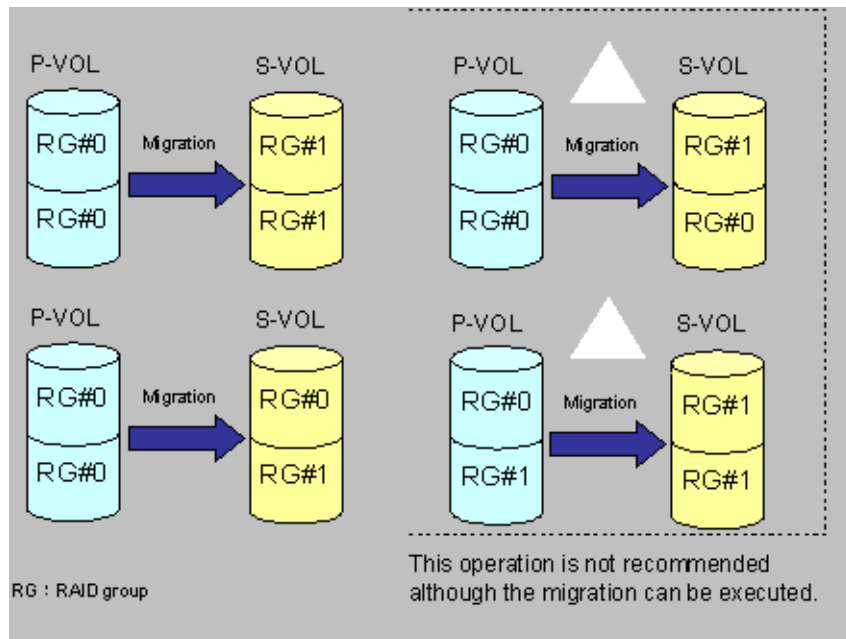 P-VOL S-VOL P-VOL S-VOL
RG#0 Migration RG#1 RG#0 Migration RG#1
RG#0 RG#1 RG#0 RG#0
P-VOL S-VOL P-VOL S-VOL
RG#0 Migration RG#0 RG#0 Migration RG#1
RG#0 RG#1 RG#1 RG#1
This operation is not recommended
although the migration can be executed.
RG : RAID group